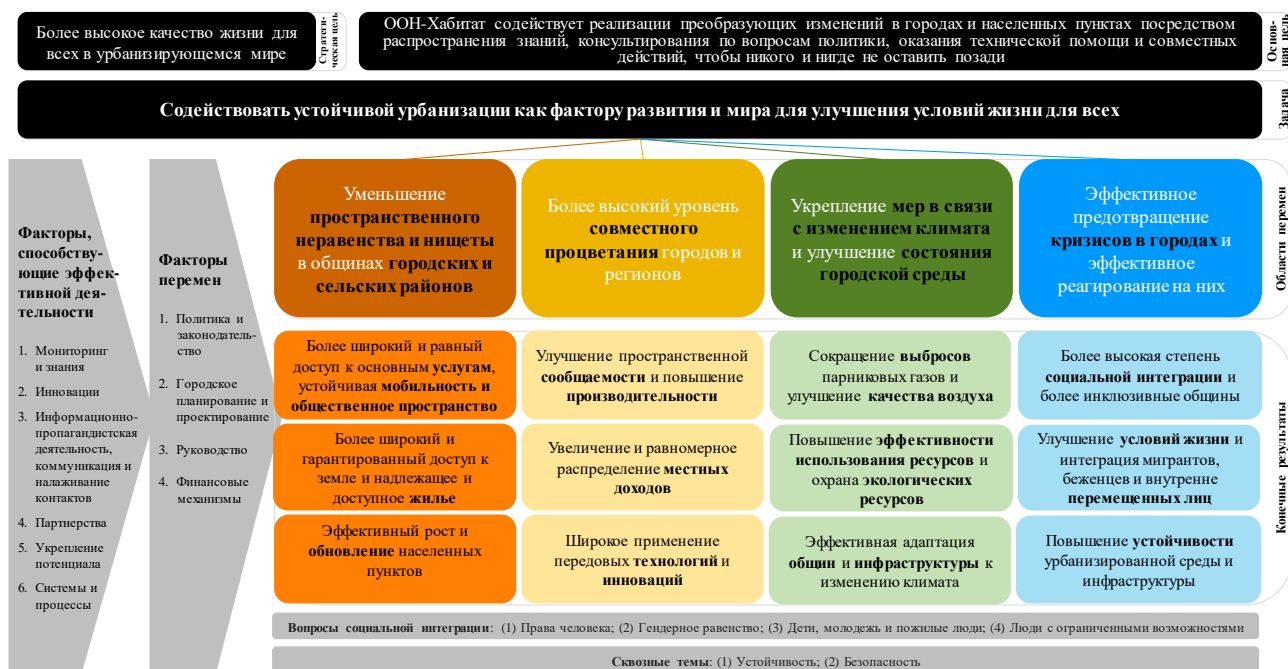 Более высокое качество жизни для
всех в урбанизирующемся мире
Стратеги-
ческая цель
ООН-Хабитат содействует реализации преобразующих изменений в городах и населенных пунктах посредством
распространения знаний, консультирования по вопросам политики, оказания технической помощи и совместных
действий, чтобы никого и нигде не оставить позади
Основ-
ная цель
Содействовать устойчивой урбанизации как фактору развития и мира для улучшения условий жизни для всех
Задача
Факторы,
способству-
ющие эффек-
тивной дея-
тельности
1. Мониторинг
и знания
2. Инновации
3. Информационно-
пропагандистская
деятельность,
коммуникация и
налаживание
контактов
4. Партнерства
5. Укрепление
потенциала
6. Системы и
процессы
Факторы
перемен
1. Политика и
законодатель-
ство
2. Городское
планирование и
проектирование
3. Руководство
4. Финансовые
механизмы
Уменьшение
пространственного
неравенства и нищеты
в общинах городских и
сельских районов
Более высокий уровень
совместного
процветания городов и
регионов
Укрепление мер в связи
с изменением климата
и улучшение состояния
городской среды
Эффективное
предотвращение
кризисов в городах и
эффективное
реагирование на них
Области перемен
Более широкий и равный
доступ к основным услугам,
устойчивая мобильность и
общественное пространство
Улучшение пространственной
сообщаемости и повышение
производительности
Сокращение выбросов
парниковых газов и
улучшение качества воздуха
Более высокая степень
социальной интеграции и
более инклюзивные общины
Более широкий и
гарантированный доступ к
земле и надлежащее и
доступное жилье
Увеличение и равномерное
распределение местных
доходов
Повышение эффективности
использования ресурсов и
охрана экологических
ресурсов
Улучшение условий жизни и
интеграция мигрантов,
беженцев и внутренне
перемещенных лиц
Эффективный рост и
обновление населенных
пунктов
Широкое применение
передовых технологий и
инноваций
Эффективная адаптация
общин и инфраструктуры к
изменению климата
Повышение устойчивости
урбанизированной среды и
инфраструктуры
Конечные результаты
Вопросы социальной интеграции: (1) Права человека; (2) Гендерное равенство; (3) Дети, молодежь и пожилые люди; (4) Люди с ограниченными возможностями
Сквозные темы: (1) Устойчивость; (2) Безопасность